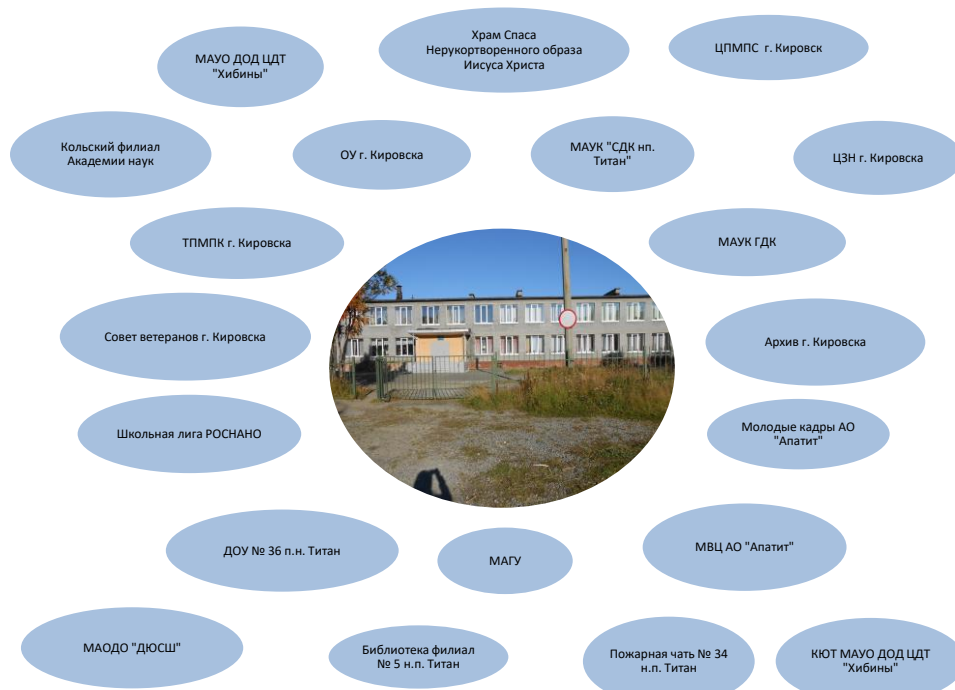 Храм Спаса
Нерукортворенного образа
Иисуса Христа
ЦПМПС  г. Кировск
МАУО ДОД ЦДТ
"Хибины"
Кольский филиал
Академии наук
ОУ г. Кировска
МАУК "СДК нп.
Титан"
ЦЗН г. Кировска
ТПМПК г. Кировска
МАУК ГДК
Совет ветеранов г. Кировска
Архив г. Кировска
Школьная лига РОСНАНО
Молодые кадры АО
"Апатит"
ДОУ № 36 п.н. Титан
МАГУ
МВЦ АО "Апатит"
МАОДО "ДЮСШ"
Библиотека филиал
№ 5 н.п. Титан
Пожарная чать № 34
н.п. Титан
КЮТ МАУО ДОД ЦДТ
"Хибины"